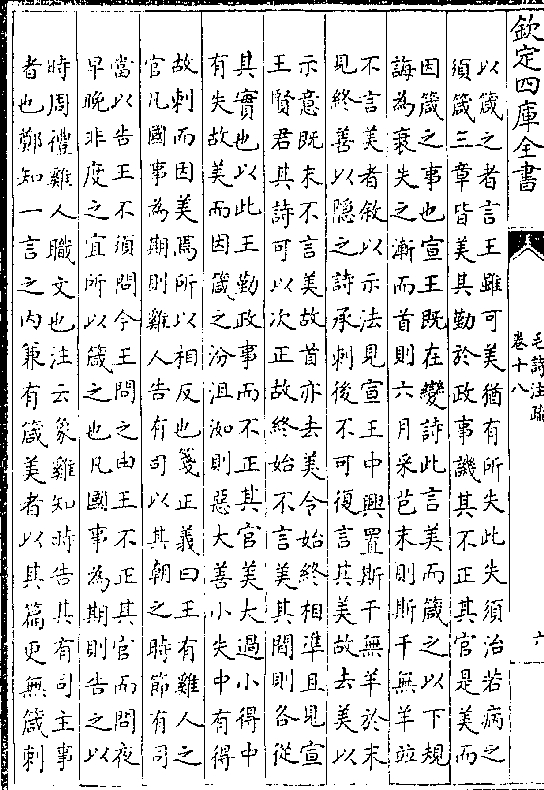 欽定四庫全書
毛詩注疏
卷十八
六
以箴之者言王雖可美猶有所失此失須治若病之
須箴三章皆美其勤於政事譏其不正其官是美而
因箴之事也宣王既在變詩此言美而箴之以下規
誨為衰失之漸而首則六月采芑末則斯干無羊竝
不言美者敘以示法見宣王中興置斯干無羊於末
見終善以隐之詩承刺後不可復言其美故去美以
示意既末不言美故首亦去美令始終相準且見宣
王賢君其詩可以次正故終始不言美其間則各從
其實也以此王勤政事而不正其官美大過小得中
有失故美而因箴之汾沮洳則惡大善小失中有得
故刺而因美焉所以相反也箋正義曰王有雞人之
官凡國事為期則雞人告有司以其朝之時節有司
當以告王不須問今王問之由王不正其官而問夜
早晚非度之宜所以箴之也凡國事為期則告之以
時周禮雞人職文也注云象雞知時告其有司主事
者也鄭知一言之内兼有箴美者以其篇更無箴刺